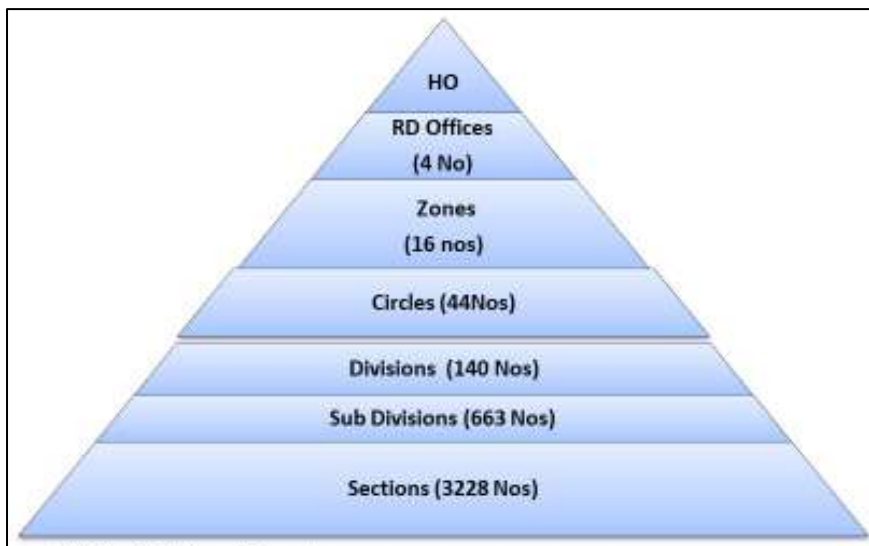 HO
RD Offices
(4 No)
Zones
(16 nos)
Circles (44Nos)
Divisions (140 Nos)
Sub Divisions (663 Nos)
Sections (3228 Nos)